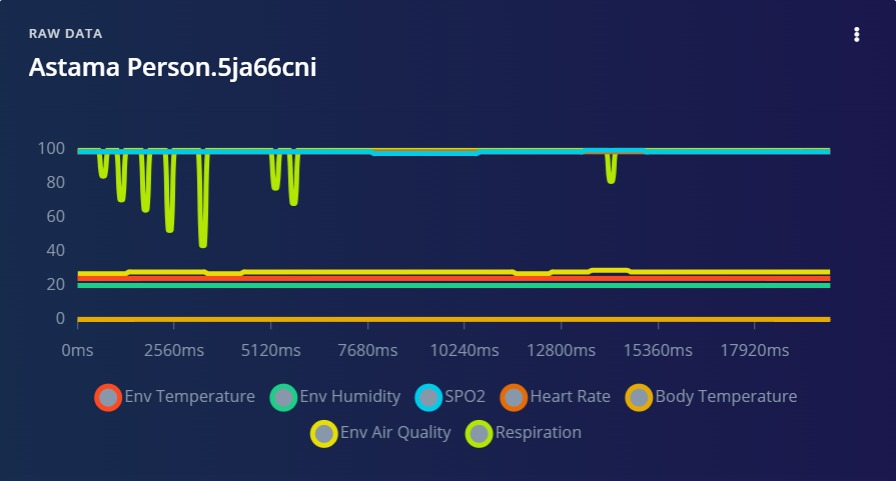 RAW DATA
Astama Person.5ja66cni
100
80
60
40
20
0
0ms 2560ms 5120ms 7680ms 10240ms 12800ms 15360ms 17920ms
Env Temperature Env Humidity SPO2 Heart Rate Body Temperature
Env Air Quality Respiration